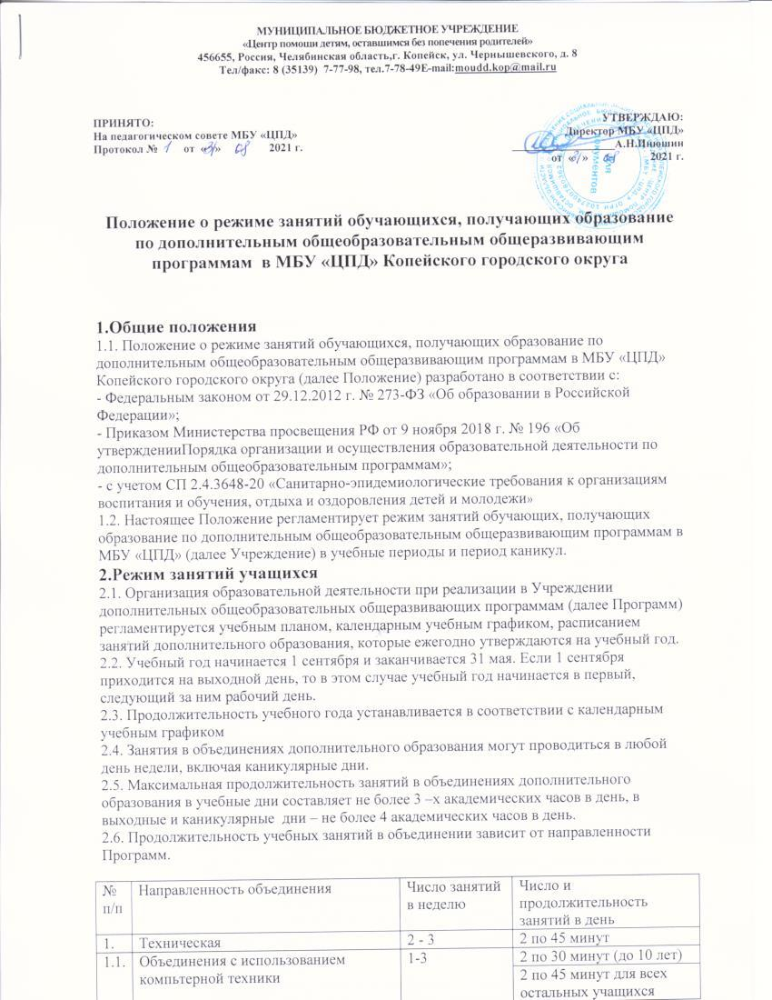 МУНИЦИПАЛЬНОЕ БЮДЖЕТНОЕ УЧРЕЖДЕНИЕ
«Центр помощи детям, оставшимся без попечения родителей»
456655, Россия, Челябинская область,г. Копейск, ул. Чернышевского, д. 8
Тел/факс: 8 (35139) 7-77-98, тел.7-78-49E-mail:moudd.kop@mail.ru
ПРИНЯТО:
На педагогическом совете МБУ «ЦПД»
Протокол № 1 от «31» 08 2021 г.
УТВЕРЖДАЮ:
Директор МБУ «ЦПД»
А.Н.Инюшин
от «31» 08 2021 г.
Положение о режиме занятий обучающихся, получающих образование
по дополнительным общеобразовательным общеразвивающим
программам в МБУ «ЦПД» Копейского городского округа
1.Общие положения
1.1. Положение о режиме занятий обучающихся, получающих образование по
дополнительным общеобразовательным общеразвивающим программам в МБУ «ЦПД»
Копейского городского округа (далее Положение) разработано в соответствии с:
- Федеральным законом от 29.12.2012 г. № 273-ФЗ «Об образовании в Российской
Федерации»;
- Приказом Министерства просвещения РФ от 9 ноября 2018 г. № 196 «Об
утвержденииПорядка организации и осуществления образовательной деятельности по
дополнительным общеобразовательным программам»;
- с учетом СП 2.4.3648-20 «Санитарно-эпидемиологические требования к организациям
воспитания и обучения, отдыха и оздоровления детей и молодежи»
1.2. Настоящее Положение регламентирует режим занятий обучающих, получающих
образование по дополнительным общеобразовательным общеразвивающим программам в
МБУ «ЦПД» (далее Учреждение) в учебные периоды и период каникул.
2.Режим занятий учащихся
2.1. Организация образовательной деятельности при реализации в Учреждении
дополнительных общеобразовательных общеразвивающих программам (далее Программ)
регламентируется учебным планом, календарным учебным графиком, расписанием
занятий дополнительного образования, которые ежегодно утверждаются на учебный год.
2.2. Учебный год начинается 1 сентября и заканчивается 31 мая. Если 1 сентября
приходится на выходной день, то в этом случае учебный год начинается в первый,
следующий за ним рабочий день.
2.3. Продолжительность учебного года устанавливается в соответствии с календарным
учебным графиком
2.4. Занятия в объединениях дополнительного образования могут проводиться в любой
день недели, включая каникулярные дни.
2.5. Максимальная продолжительность занятий в объединениях дополнительного
образования в учебные дни составляет не более 3 –х академических часов в день, в
выходные и каникулярные дни – не более 4 академических часов в день.
2.6. Продолжительность учебных занятий в объединении зависит от направленности
Программ.
№ п/п Направленность объединения Число занятий в неделю Число и продолжительность занятий в день
1. Техническая 2 - 3 2 по 45 минут
1.1. Объединения с использованием компьтерной техники 1-3 2 по 30 минут (до 10 лет)
2 по 45 минут для всех
остальных учащихся